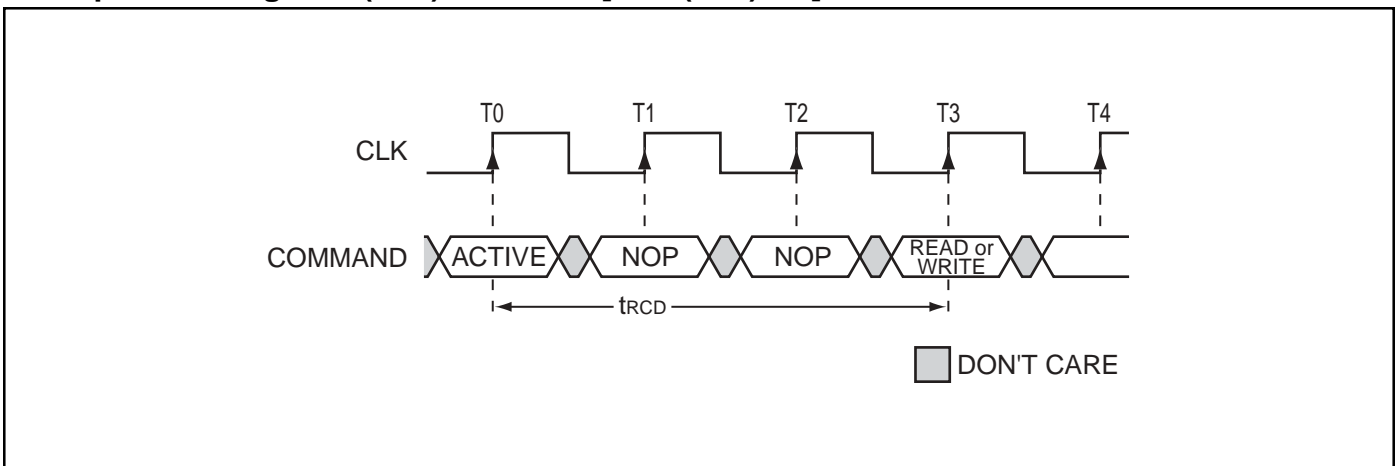 T0 T1 T2 T3 T4
CLK
COMMAND ACTIVE NOP NOP READ or
WRITE
tRCD
DON'T CARE